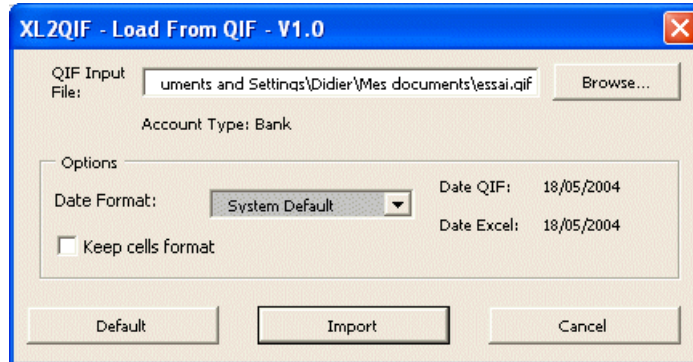 XL2QIF - Load From QIF - V1.0
QIF Input
File:
uments and Settings\Didier\Mes documents\essai.qif
Browse...
Account Type: Bank
Options
Date Format:
System Default
Date QIF:
18/05/2004
Date Excel:
18/05/2004
Keep cells format
Default
Import
Cancel